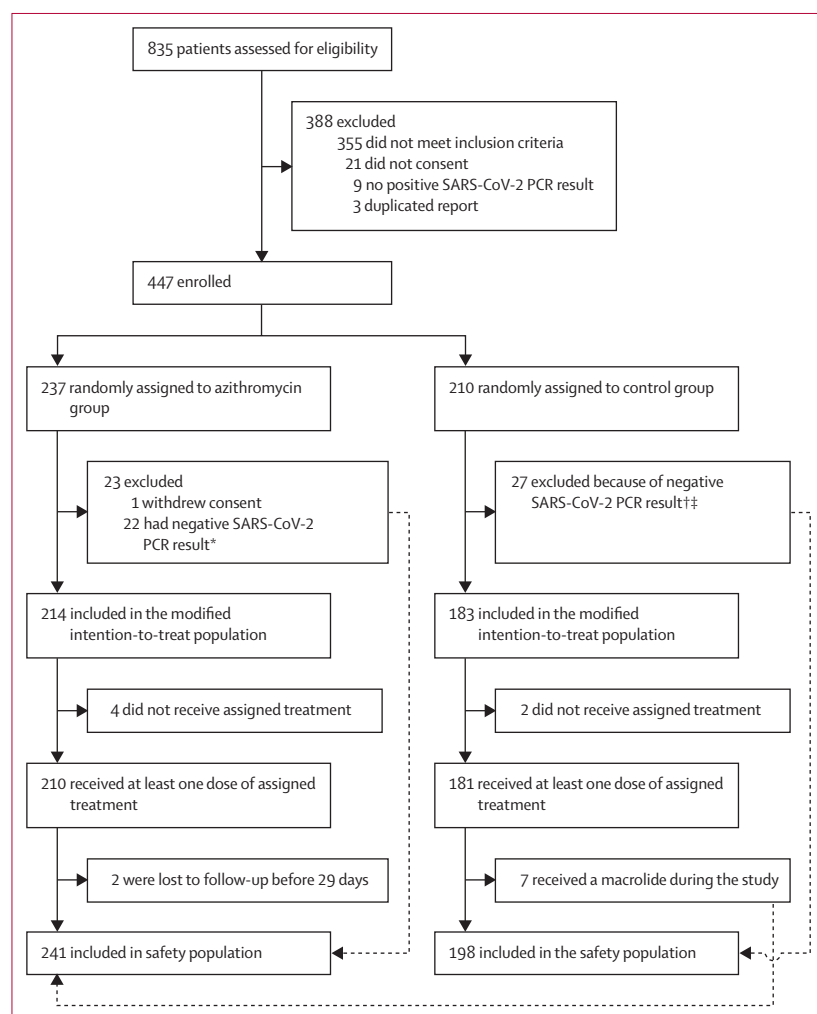 835 patients assessed for eligibility
388 excluded
355 did not meet inclusion criteria
21 did not consent
9 no positive SARS-CoV-2 PCR result
3 duplicated report
447 enrolled
237 randomly assigned to azithromycin
group
210 randomly assigned to control group
23 excluded
1 withdrew consent
22 had negative SARS-CoV-2
PCR result*
27 excluded because of negative
SARS-CoV-2 PCR result†‡
214 included in the modified
intention-to-treat population
183 included in the modified
intention-to-treat population
4 did not receive assigned treatment
2 did not receive assigned treatment
210 received at least one dose of assigned
treatment
181 received at least one dose of assigned
treatment
2 were lost to follow-up before 29 days
7 received a macrolide during the study
241 included in safety population
198 included in the safety population